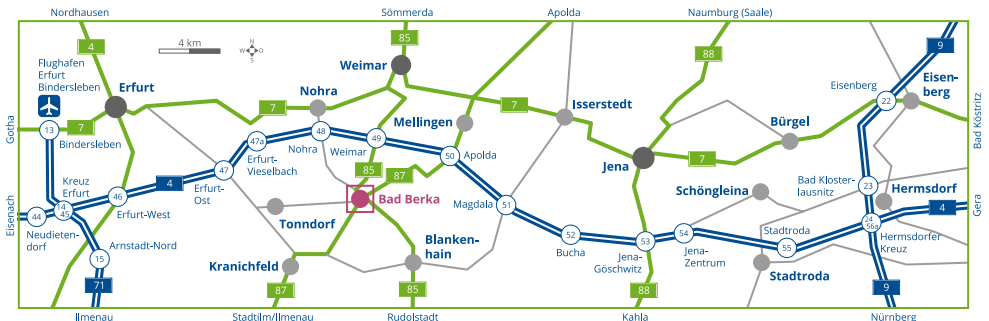 Nordhausen
Sömmerda
Apolda
Naumburg (Saale)
4
85
9
4 km
N
W
O
S
88
Flughafen
Erfurt
Bindersleben
Weimar
Eisenberg
Eisen-
berg
Erfurt
22
Nohra
7
7
Isserstedt
Mellingen
Bürgel
Bad Köstritz
Gotha
13
7
Bindersleben
47a
48
49
Nohra
Weimar
Erfurt-
Vieselbach
50
Apolda
Jena
7
85
87
47
Erfurt-
Ost
4
Kreuz
Erfurt
46
Erfurt-West
Bad Berka
Magdala
51
Schöngleina
Bad Kloster-
lausnitz
23
Hermsdorf
4
Gera
Eisenach
44
14
45
Neudieten-
dorf
Tonndorf
24
56a
Hermsdorfer
Kreuz
Arnstadt-Nord
15
52
Bucha
53
Jena-
Göschwitz
54
Jena-
Zentrum
Stadtroda
55
Blanken-
hain
Kranichfeld
Stadtroda
71
87
85
88
9
Ilmenau
Stadtilm/Ilmenau
Rudolstadt
Kahla
Nürnberg